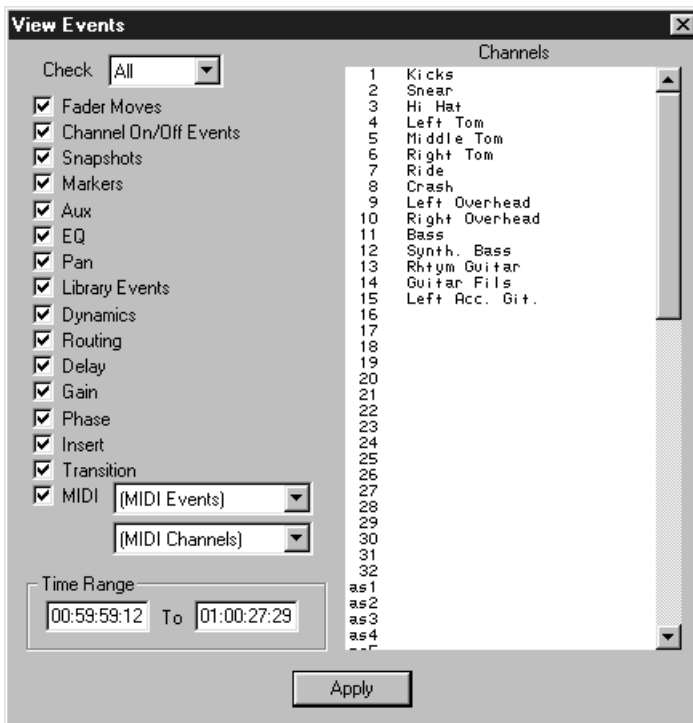 View Events
Check All
Fader Moves
Channel On/Off Events
Snapshots
Markers
Aux
EQ
Pan
Library Events
Dynamics
Routing
Delay
Gain
Phase
Insert
Transition
MIDI (MIDI Events)
(MIDI Channels)
Time Range
00:59:59:12 To 01:00:27:29
Channels
1 Kicks
2 Snear
3 Hi Hat
4 Left Tom
5 Middle Tom
6 Right Tom
7 Ride
8 Crash
9 Left Overhead
10 Right Overhead
11 Bass
12 Synth. Bass
13 Rhtym Guitar
14 Guitar Fils
15 Left Acc. Git.
16
17
18
19
20
21
22
23
24
25
26
27
28
29
30
31
32
as1
as2
as3
as4
Apply